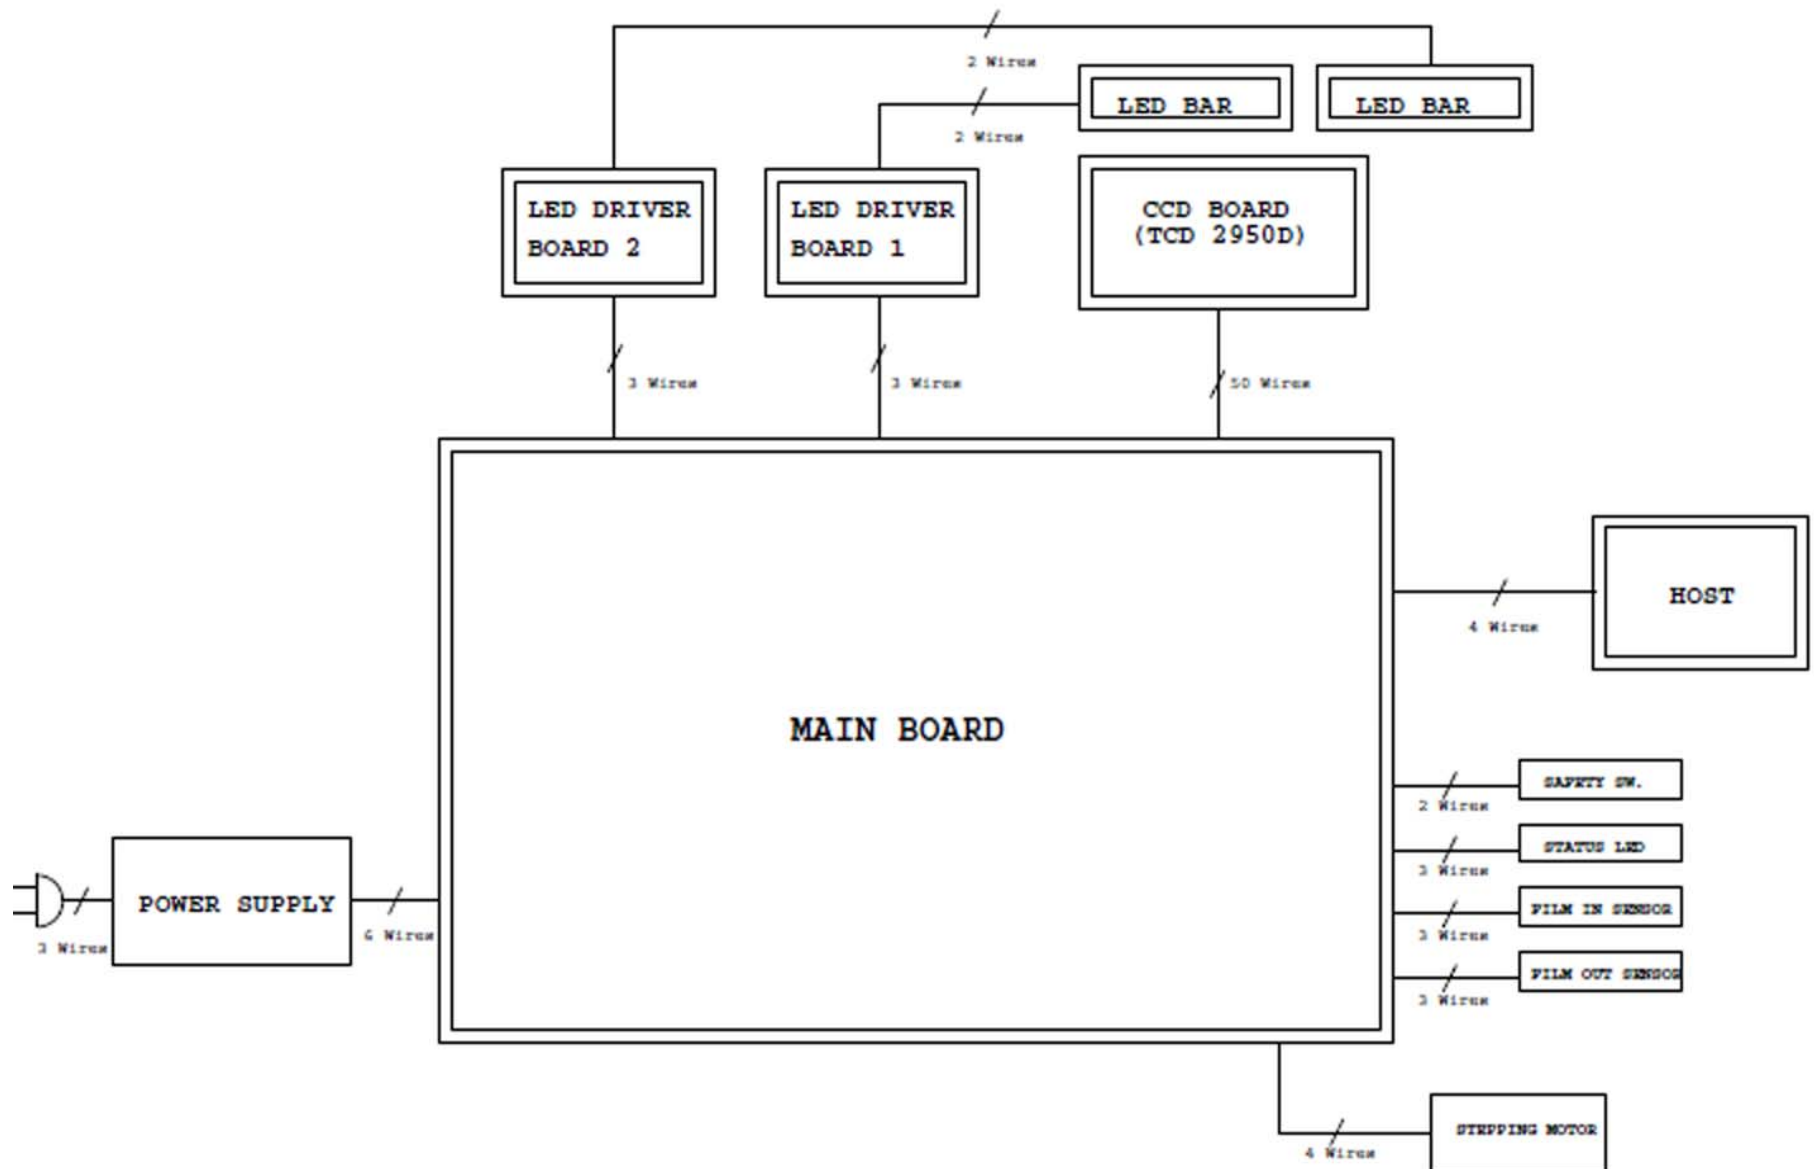 2 Wires
LED BAR
LED BAR
2 Wires
LED DRIVER
BOARD 2
LED DRIVER
BOARD 1
CCD BOARD
(TCD 2950D)
3 Wires
3 Wires
50 Wires
HOST
4 Wires
MAIN BOARD
SAFETY SW.
2 Wires
STATUS LED
3 Wires
POWER SUPPLY
FILM IN SENSOR
3 Wires
6 Wires
3 Wires
FILM OUT SENSOR
3 Wires
STEPPING MOTOR
4 Wires